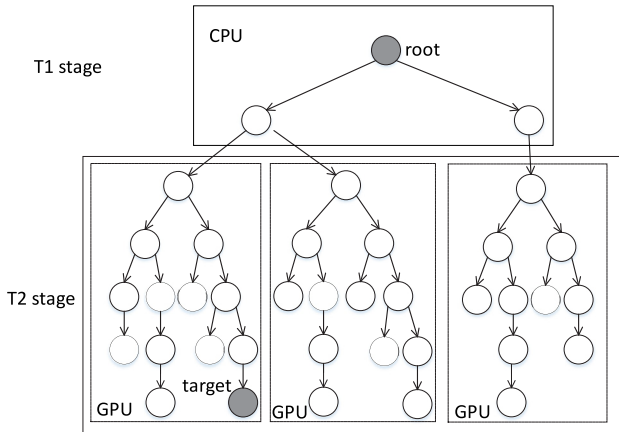 CPU
root
T1 stage
T2 stage
target
GPU
GPU
GPU